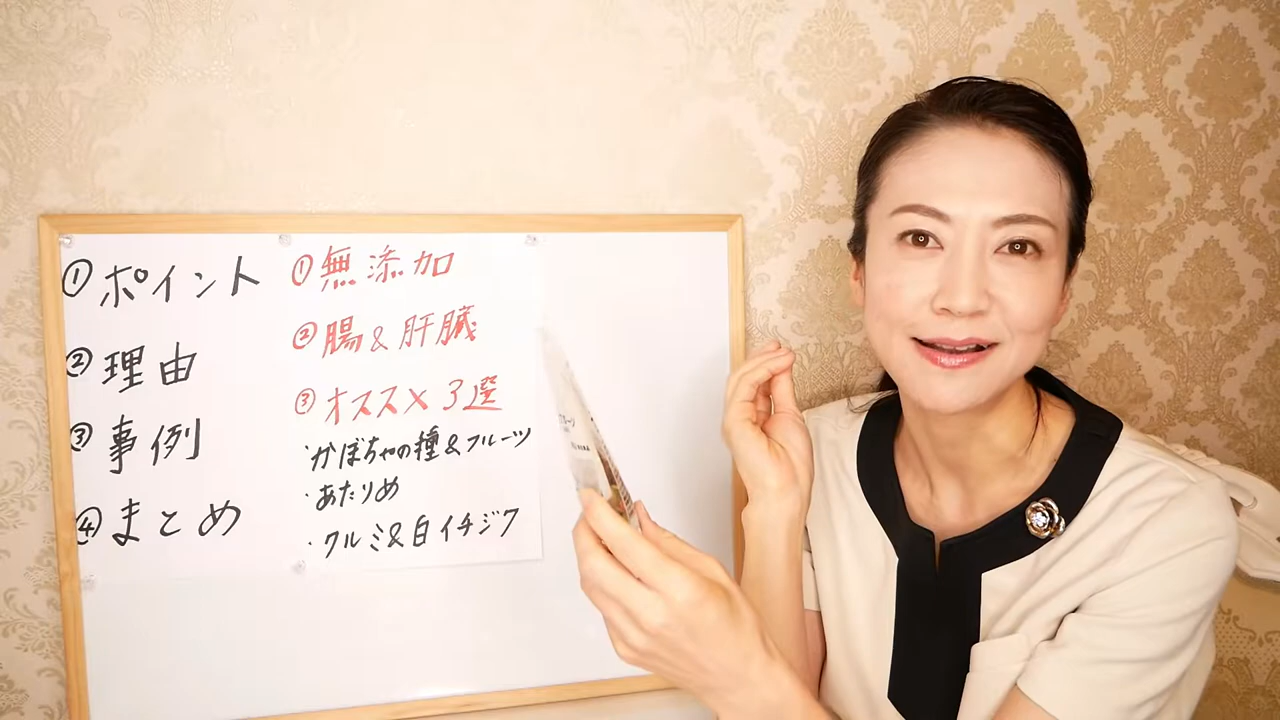 ①ポイント
②理由
③事例
④まとめ
①無添加
②腸&肝臓
③オススメ3選
・かぼちゃの種&フルーツ
・あたりめ
・クルミ&白イチジク